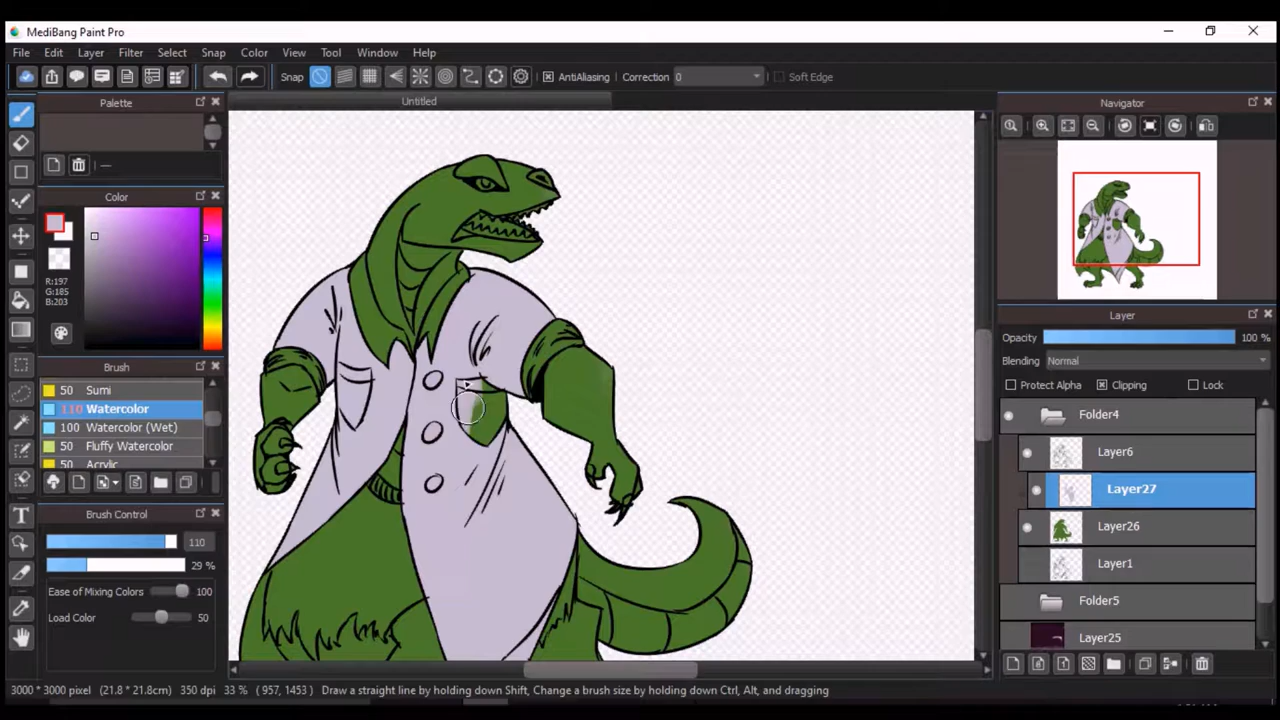 MediBang Paint Pro
File Edit Layer Filter Select Snap Color View Tool Window Help
Snap AntiAliasing Correction 0 Soft Edge
Palette
Untitled
Navigator
—
Color
R:197
G:185
B:203
Layer
Opacity 100 %
Blending Normal
Protect Alpha Clipping Lock
Brush
50 Sumi
110 Watercolor
100 Watercolor (Wet)
50 Fluffy Watercolor
50 Acrylic
Folder4
Layer6
Layer27
Layer26
Layer1
Folder5
Layer25
Brush Control
110
29 %
Ease of Mixing Colors 100
Load Color 50
3000 * 3000 pixel (21.8 * 21.8cm) 350 dpi 33 % ( 957, 1453 ) Draw a straight line by holding down Shift, Change a brush size by holding down Ctrl, Alt, and dragging